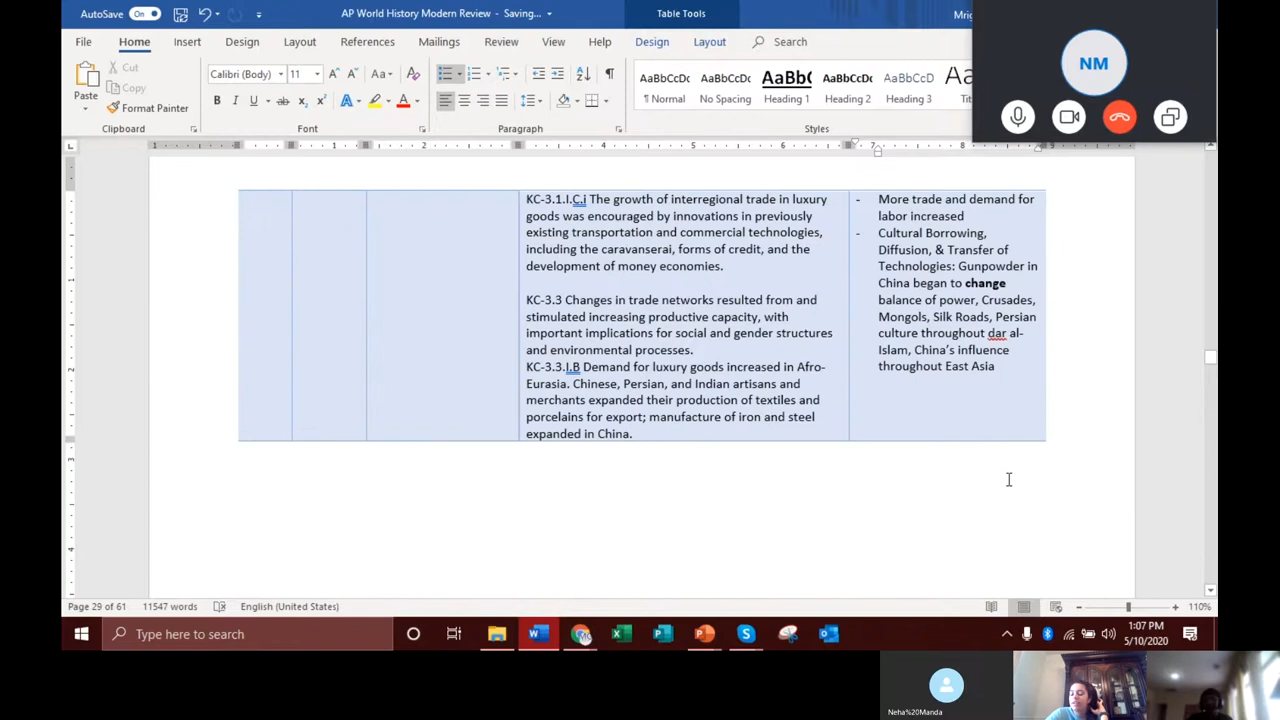 AutoSave On AP World History Modern Review - Saving... Table Tools
NM
File Home Insert Design Layout References Mailings Review View Help Design Layout Search
Paste Cut
Copy
Format Painter
Calibri (Body) 11
AaBbCcDc AaBbCcDc AaBbC AaBbCcDc AaBbCcDc
¶ Normal No Spacing Heading 1 Heading 2 Heading 3
Clipboard Font Paragraph Styles
KC-3.1.I.C.i The growth of interregional trade in luxury
goods was encouraged by innovations in previously
existing transportation and commercial technologies,
including the caravanserai, forms of credit, and the
development of money economies.
KC-3.3 Changes in trade networks resulted from and
stimulated increasing productive capacity, with
important implications for social and gender structures
and environmental processes.
KC-3.3.I.B Demand for luxury goods increased in Afro-
Eurasia. Chinese, Persian, and Indian artisans and
merchants expanded their production of textiles and
porcelains for export; manufacture of iron and steel
expanded in China.
- More trade and demand for
labor increased
- Cultural Borrowing,
Diffusion, & Transfer of
Technologies: Gunpowder in
China began to change
balance of power, Crusades,
Mongols, Silk Roads, Persian
culture throughout dar al-
Islam, China's influence
throughout East Asia
Page 29 of 61 11547 words English (United States) 110%
Type here to search
1:07 PM
5/10/2020
Neha%20Manda